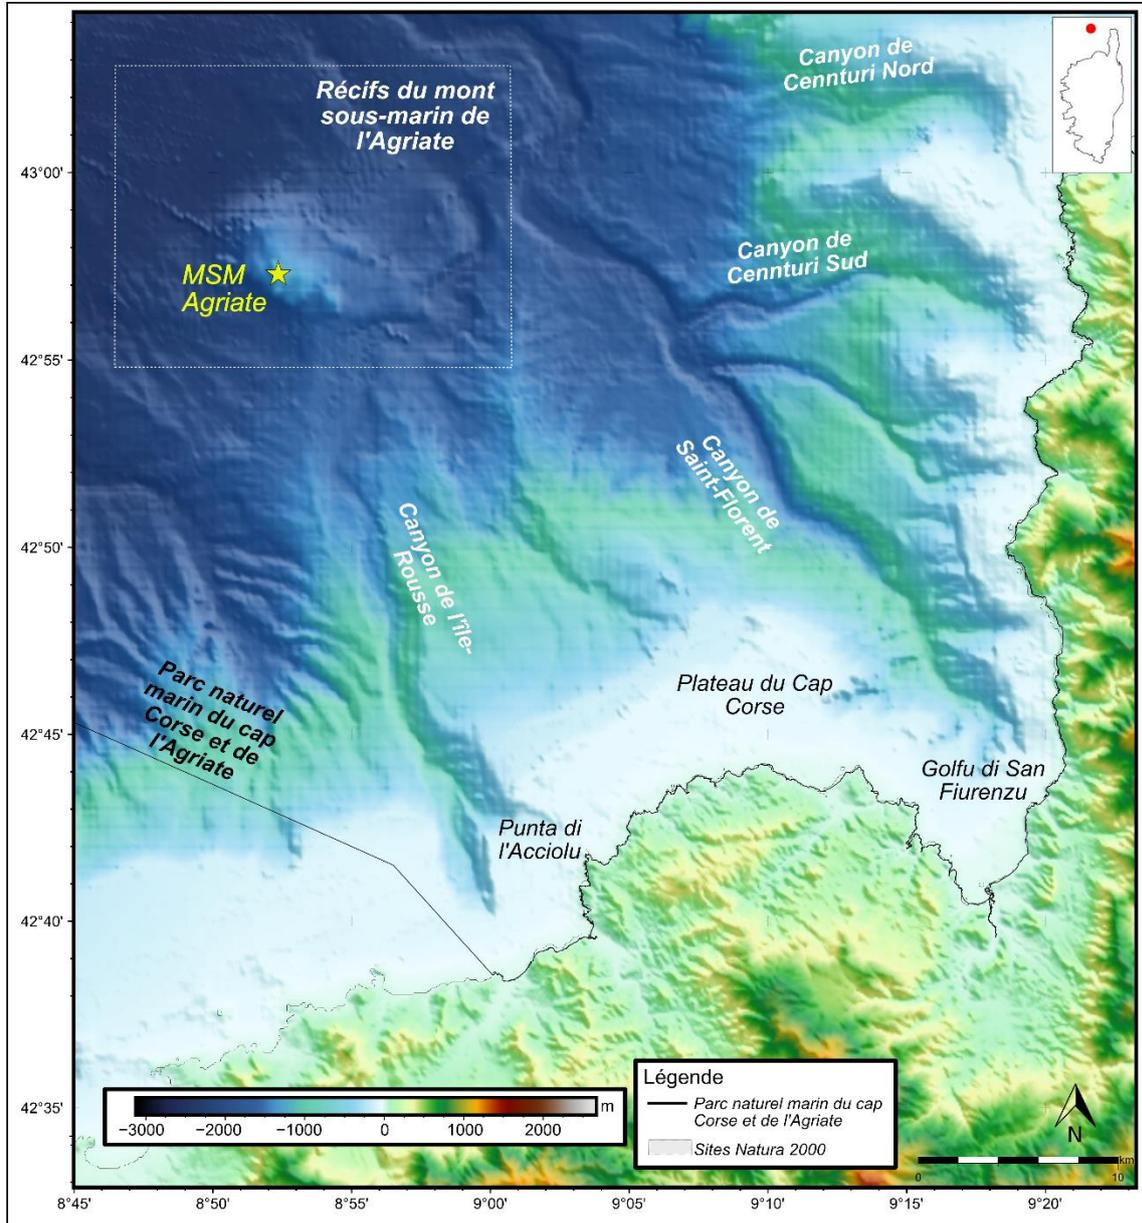 Canyon de
Cennturi Nord
Récifs du mont
sous-marin de
l'Agriate
43°00'
Canyon de
Cennturi Sud
MSM
Agriate
42°55'
Canyon de
Saint-Florent
42°50'
Canyon de l'île-
Rousse
Parc naturel
marin du cap
Corse et de
l'Agriate
Plateau du Cap
Corse
42°45'
Golfu di San
Fiurenzu
Punta di
l'Acciolu
42°40'
Légende
Parc naturel marin du cap
Corse et de l'Agriate
Sites Natura 2000
m
−3000 −2000 −1000 0 1000 2000
42°35'
N
km
0 10
8°45' 8°50' 8°55' 9°00' 9°05' 9°10' 9°15' 9°20'